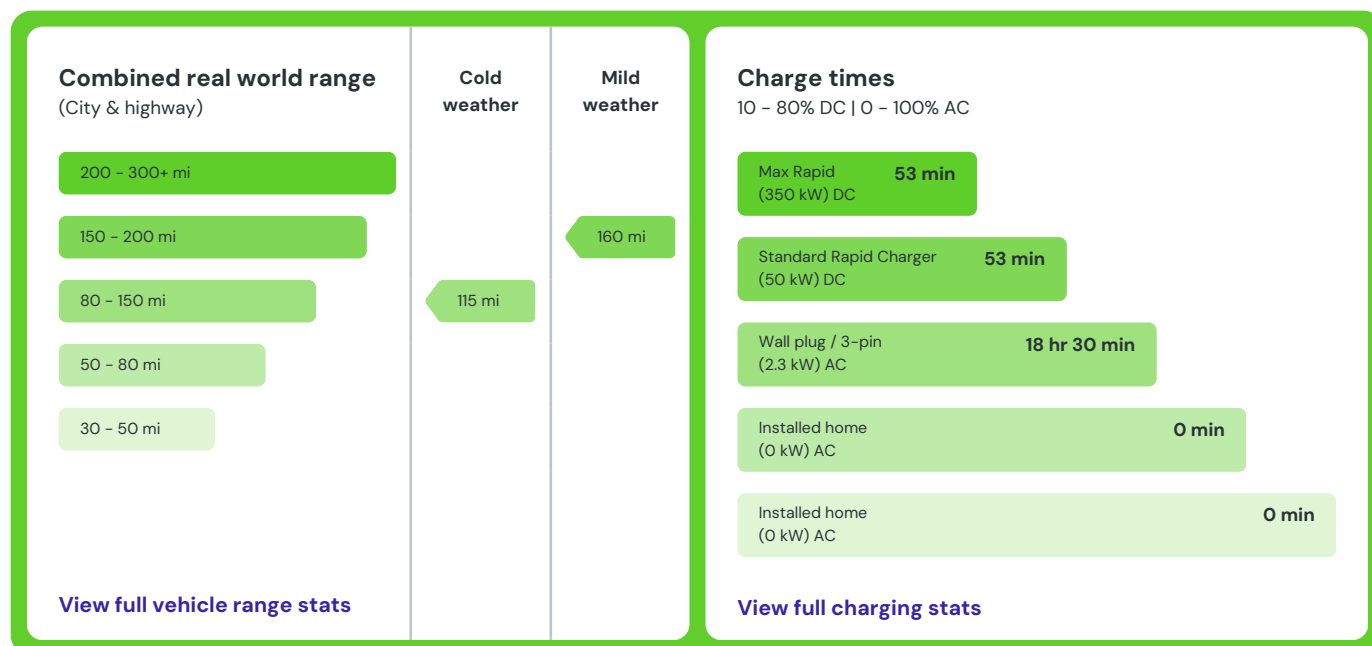 Combined real world range
(City & highway)
Cold
weather
Mild
weather
200 - 300+ mi
150 - 200 mi
160 mi
80 - 150 mi
115 mi
50 - 80 mi
30 - 50 mi
View full vehicle range stats
Charge times
10 - 80% DC | 0 - 100% AC
Max Rapid
(350 kW) DC
53 min
Standard Rapid Charger
(50 kW) DC
53 min
Wall plug / 3-pin
(2.3 kW) AC
18 hr 30 min
Installed home
(0 kW) AC
0 min
Installed home
(0 kW) AC
0 min
View full charging stats